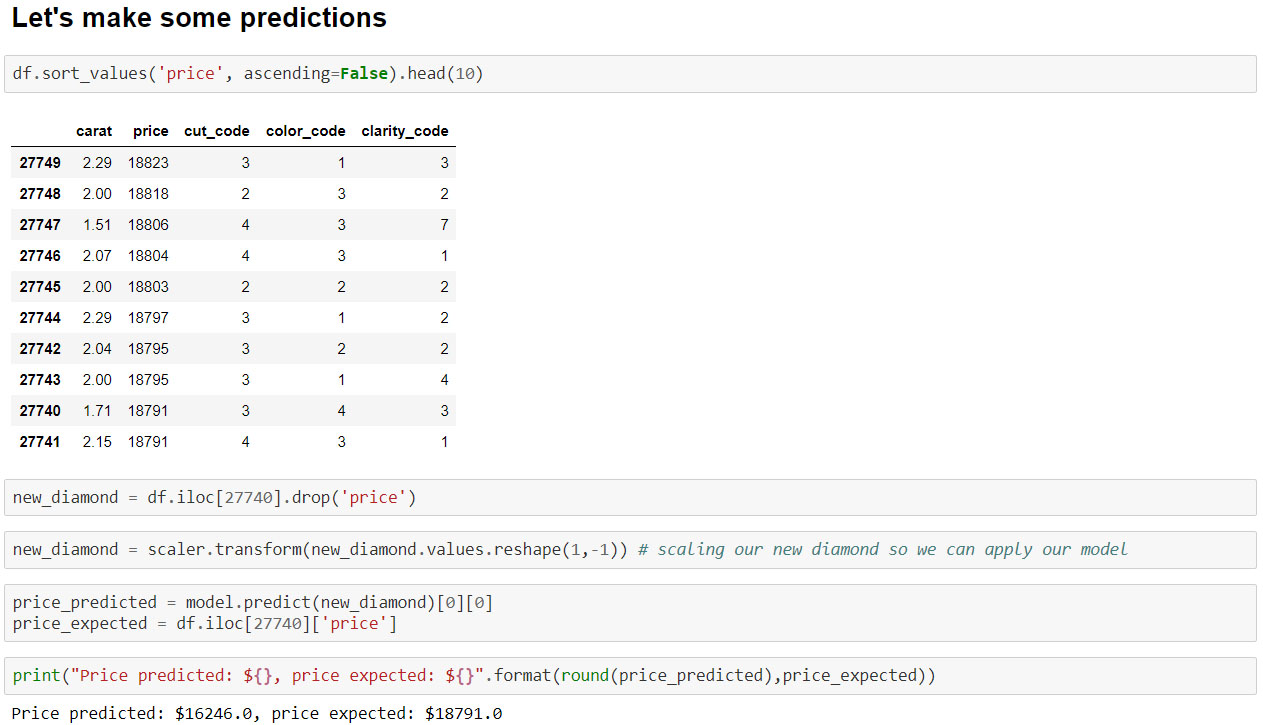 Let's make some predictions
df.sort_values('price', ascending=False).head(10)
carat price cut_code color_code clarity_code
27749 2.29 18823 3 1 3
27748 2.00 18818 2 3 2
27747 1.51 18806 4 3 7
27746 2.07 18804 4 3 1
27745 2.00 18803 2 2 2
27744 2.29 18797 3 1 2
27742 2.04 18795 3 2 2
27743 2.00 18795 3 1 4
27740 1.71 18791 3 4 3
27741 2.15 18791 4 3 1
new_diamond = df.iloc[27740].drop('price')
new_diamond = scaler.transform(new_diamond.values.reshape(1,-1)) # scaling our new diamond so we can apply our model
price_predicted = model.predict(new_diamond)[0][0]
price_expected = df.iloc[27740]['price']
print("Price predicted: ${}, price expected: ${}".format(round(price_predicted),price_expected))
Price predicted: $16246.0, price expected: $18791.0